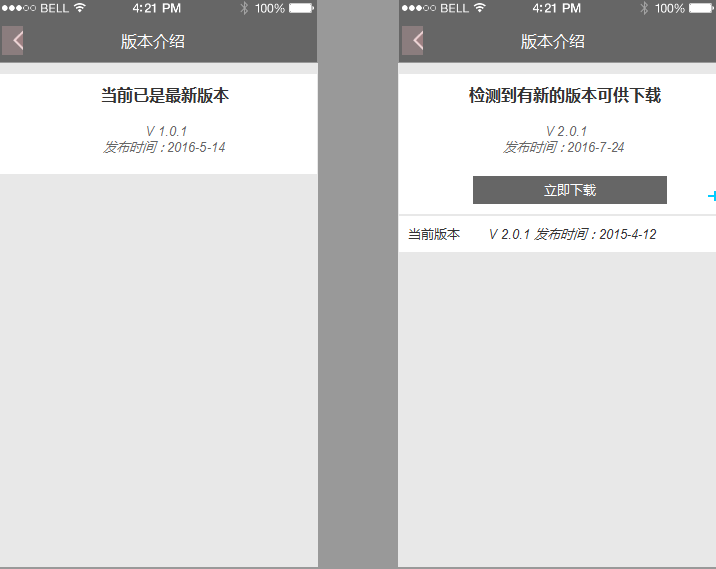 BELL 4:21 PM 100%
版本介绍
当前已是最新版本
V 1.0.1
发布时间：2016-5-14
BELL 4:21 PM 100%
版本介绍
检测到有新的版本可供下载
V 2.0.1
发布时间：2016-7-24
立即下载
当前版本 V 2.0.1 发布时间：2015-4-12